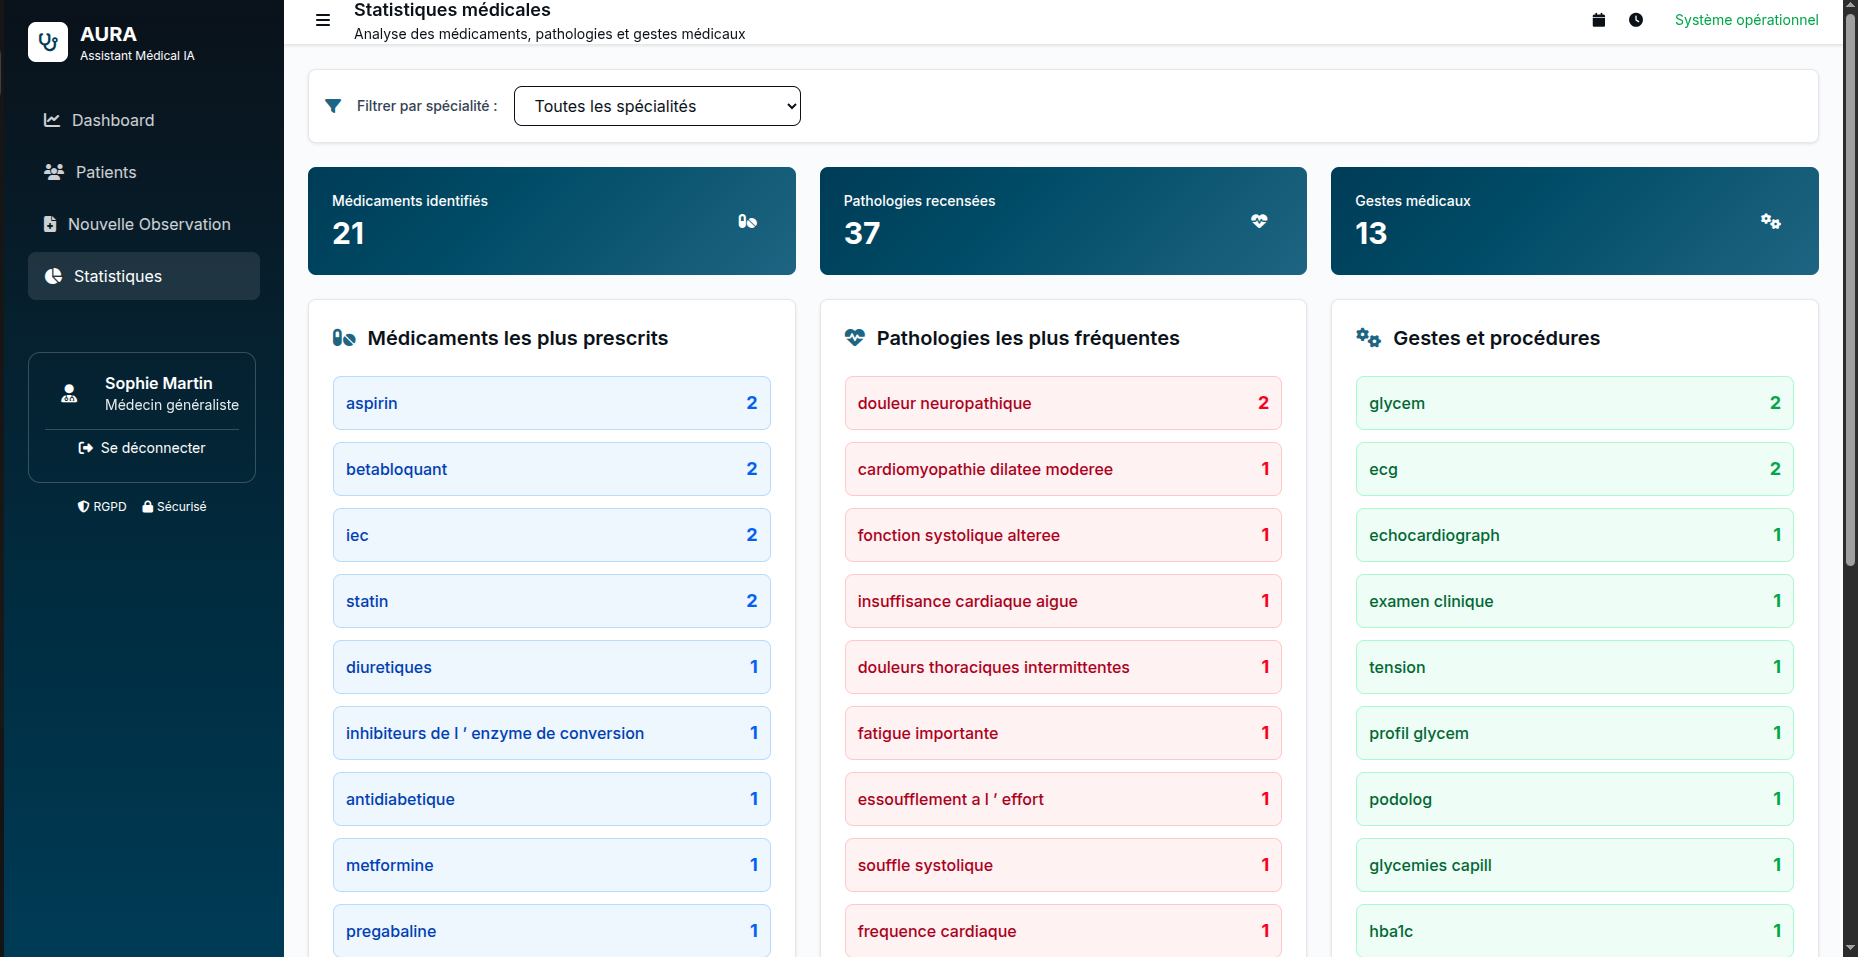 AURA
Assistant Médical IA
Dashboard
Patients
Nouvelle Observation
Statistiques
Sophie Martin
Médecin généraliste
Se déconnecter
RGPD Sécurisé
Statistiques médicales
Analyse des médicaments, pathologies et gestes médicaux
Système opérationnel
Filtrer par spécialité :
Toutes les spécialités
Médicaments identifiés
21
Pathologies recensées
37
Gestes médicaux
13
Médicaments les plus prescrits
aspirin 2
betabloquant 2
iec 2
statin 2
diuretiques 1
inhibiteurs de l ’ enzyme de conversion 1
antidiabetique 1
metformine 1
pregabaline 1
Pathologies les plus fréquentes
douleur neuropathique 2
cardiomyopathie dilatee moderee 1
fonction systolique alteree 1
insuffisance cardiaque aigue 1
douleurs thoraciques intermittentes 1
fatigue importante 1
essoufflement a l ’ effort 1
souffle systolique 1
frequence cardiaque 1
Gestes et procédures
glycem 2
ecg 2
echocardiograph 1
examen clinique 1
tension 1
profil glycem 1
podolog 1
glycemies capill 1
hba1c 1